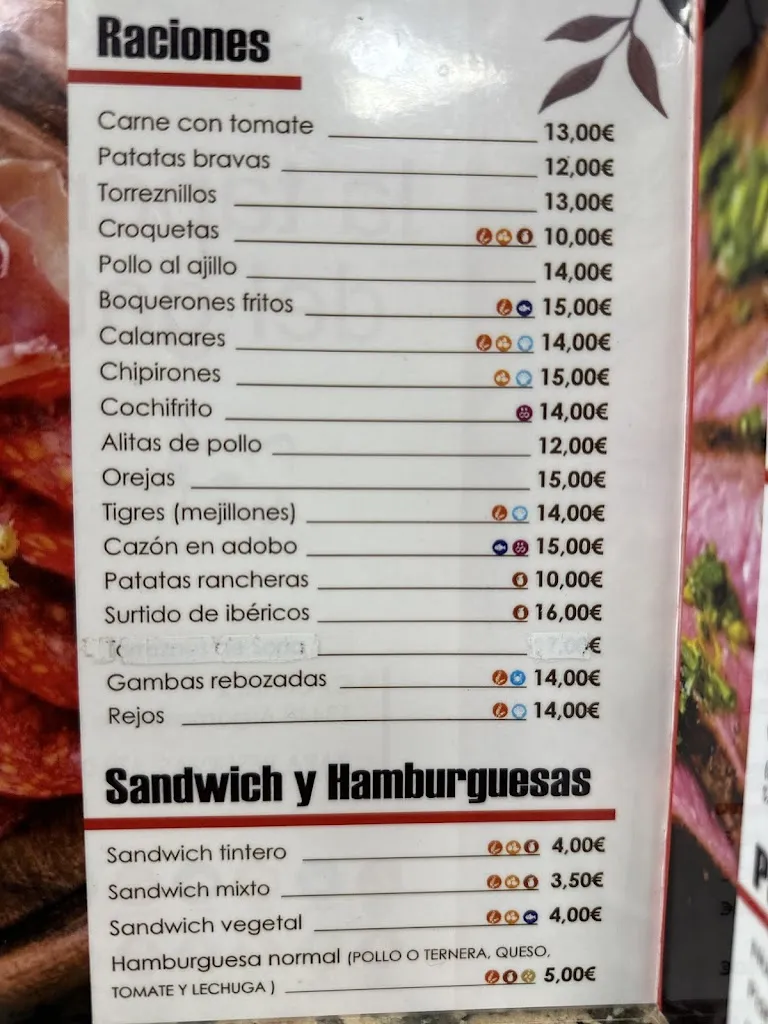 Raciones
Carne con tomate 13,00€
Patatas bravas 12,00€
Torreznillos 13,00€
Croquetas 10,00€
Pollo al ajillo 14,00€
Boquerones fritos 15,00€
Calamares 14,00€
Chipirones 15,00€
Cochifrito 14,00€
Alitas de pollo 12,00€
Orejas 15,00€
Tigres (mejillones) 14,00€
Cazón en adobo 15,00€
Patatas rancheras 10,00€
Surtido de ibéricos 16,00€
€
Gambas rebozadas 14,00€
Rejos 14,00€
Sandwich y Hamburguesas
Sandwich tintero 4,00€
Sandwich mixto 3,50€
Sandwich vegetal 4,00€
Hamburguesa normal (POLLO O TERNERA, QUESO,
TOMATE Y LECHUGA ) 5,00€